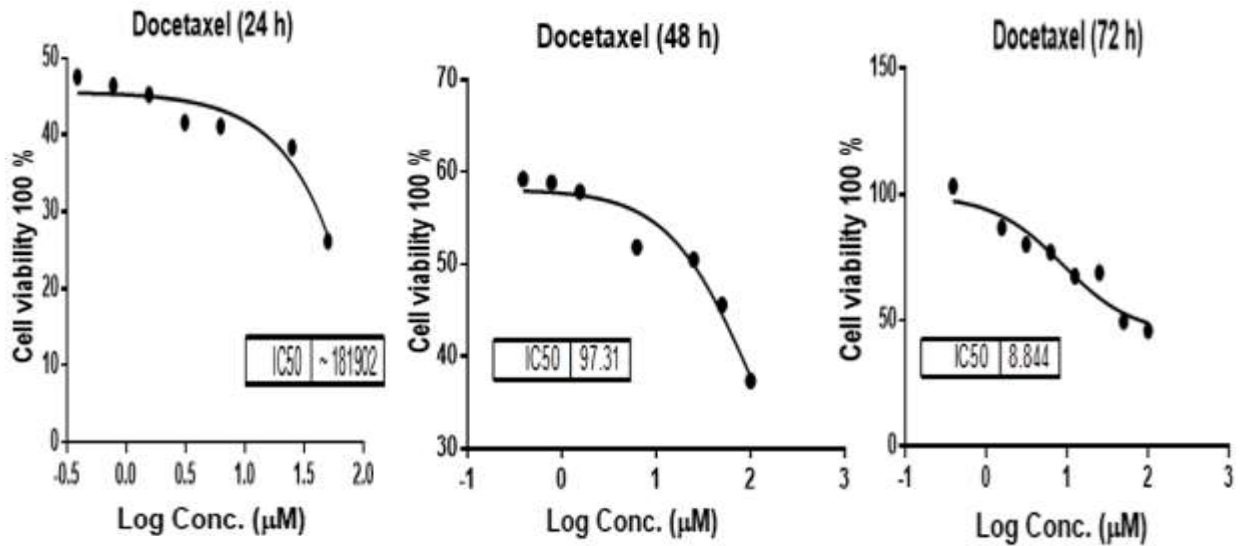 Docetaxel (24 h)
Cell viability 100 %
50
40
30
20
10
0
IC50 ~ 181902
-0.5 0.0 0.5 1.0 1.5 2.0
Log Conc. (µM)
Docetaxel (48 h)
Cell viability 100 %
70
60
50
40
30
IC50 97.31
-1 0 1 2 3
Log Conc. (µM)
Docetaxel (72 h)
Cell viability 100 %
150
100
50
0
IC50 8.844
-1 0 1 2 3
Log Conc. (µM)